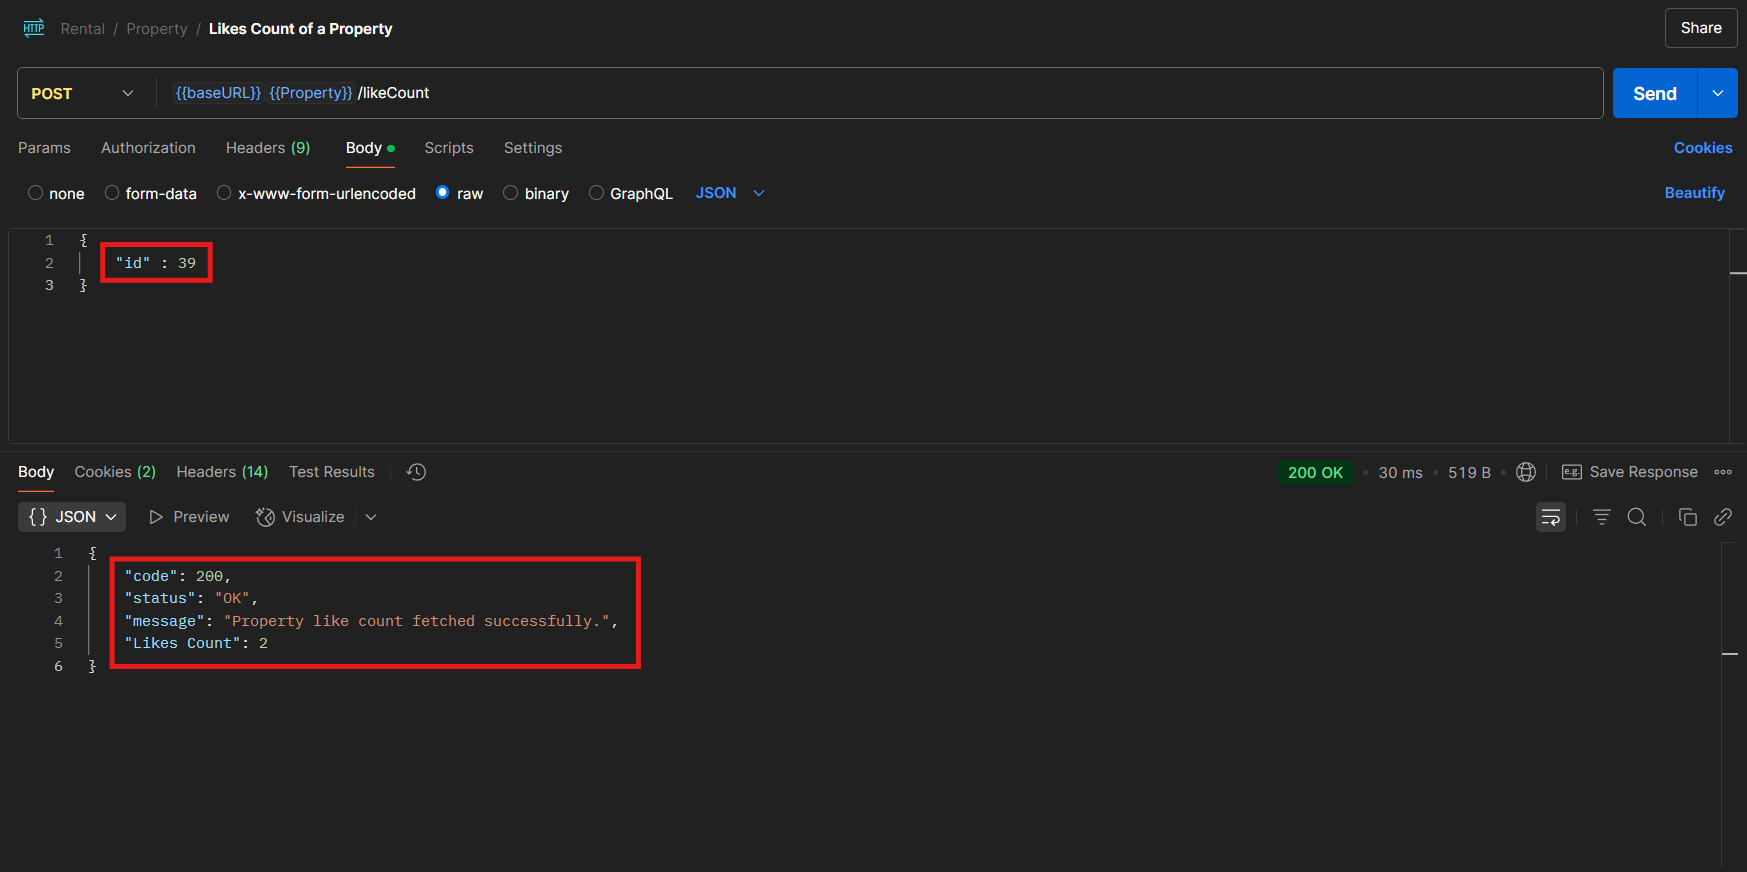 HTTP Rental / Property / Likes Count of a Property Share
POST {{baseURL}} {{Property}} /likeCount Send
Params Authorization Headers (9) Body Scripts Settings Cookies
none form-data x-www-form-urlencoded raw binary GraphQL JSON Beautify
1 {
2 "id" : 39
3 }
Body Cookies (2) Headers (14) Test Results 200 OK • 30 ms • 519 B • e.g. Save Response
{} JSON Preview Visualize
1 {
2 "code": 200,
3 "status": "OK",
4 "message": "Property like count fetched successfully.",
5 "Likes Count": 2
6 }